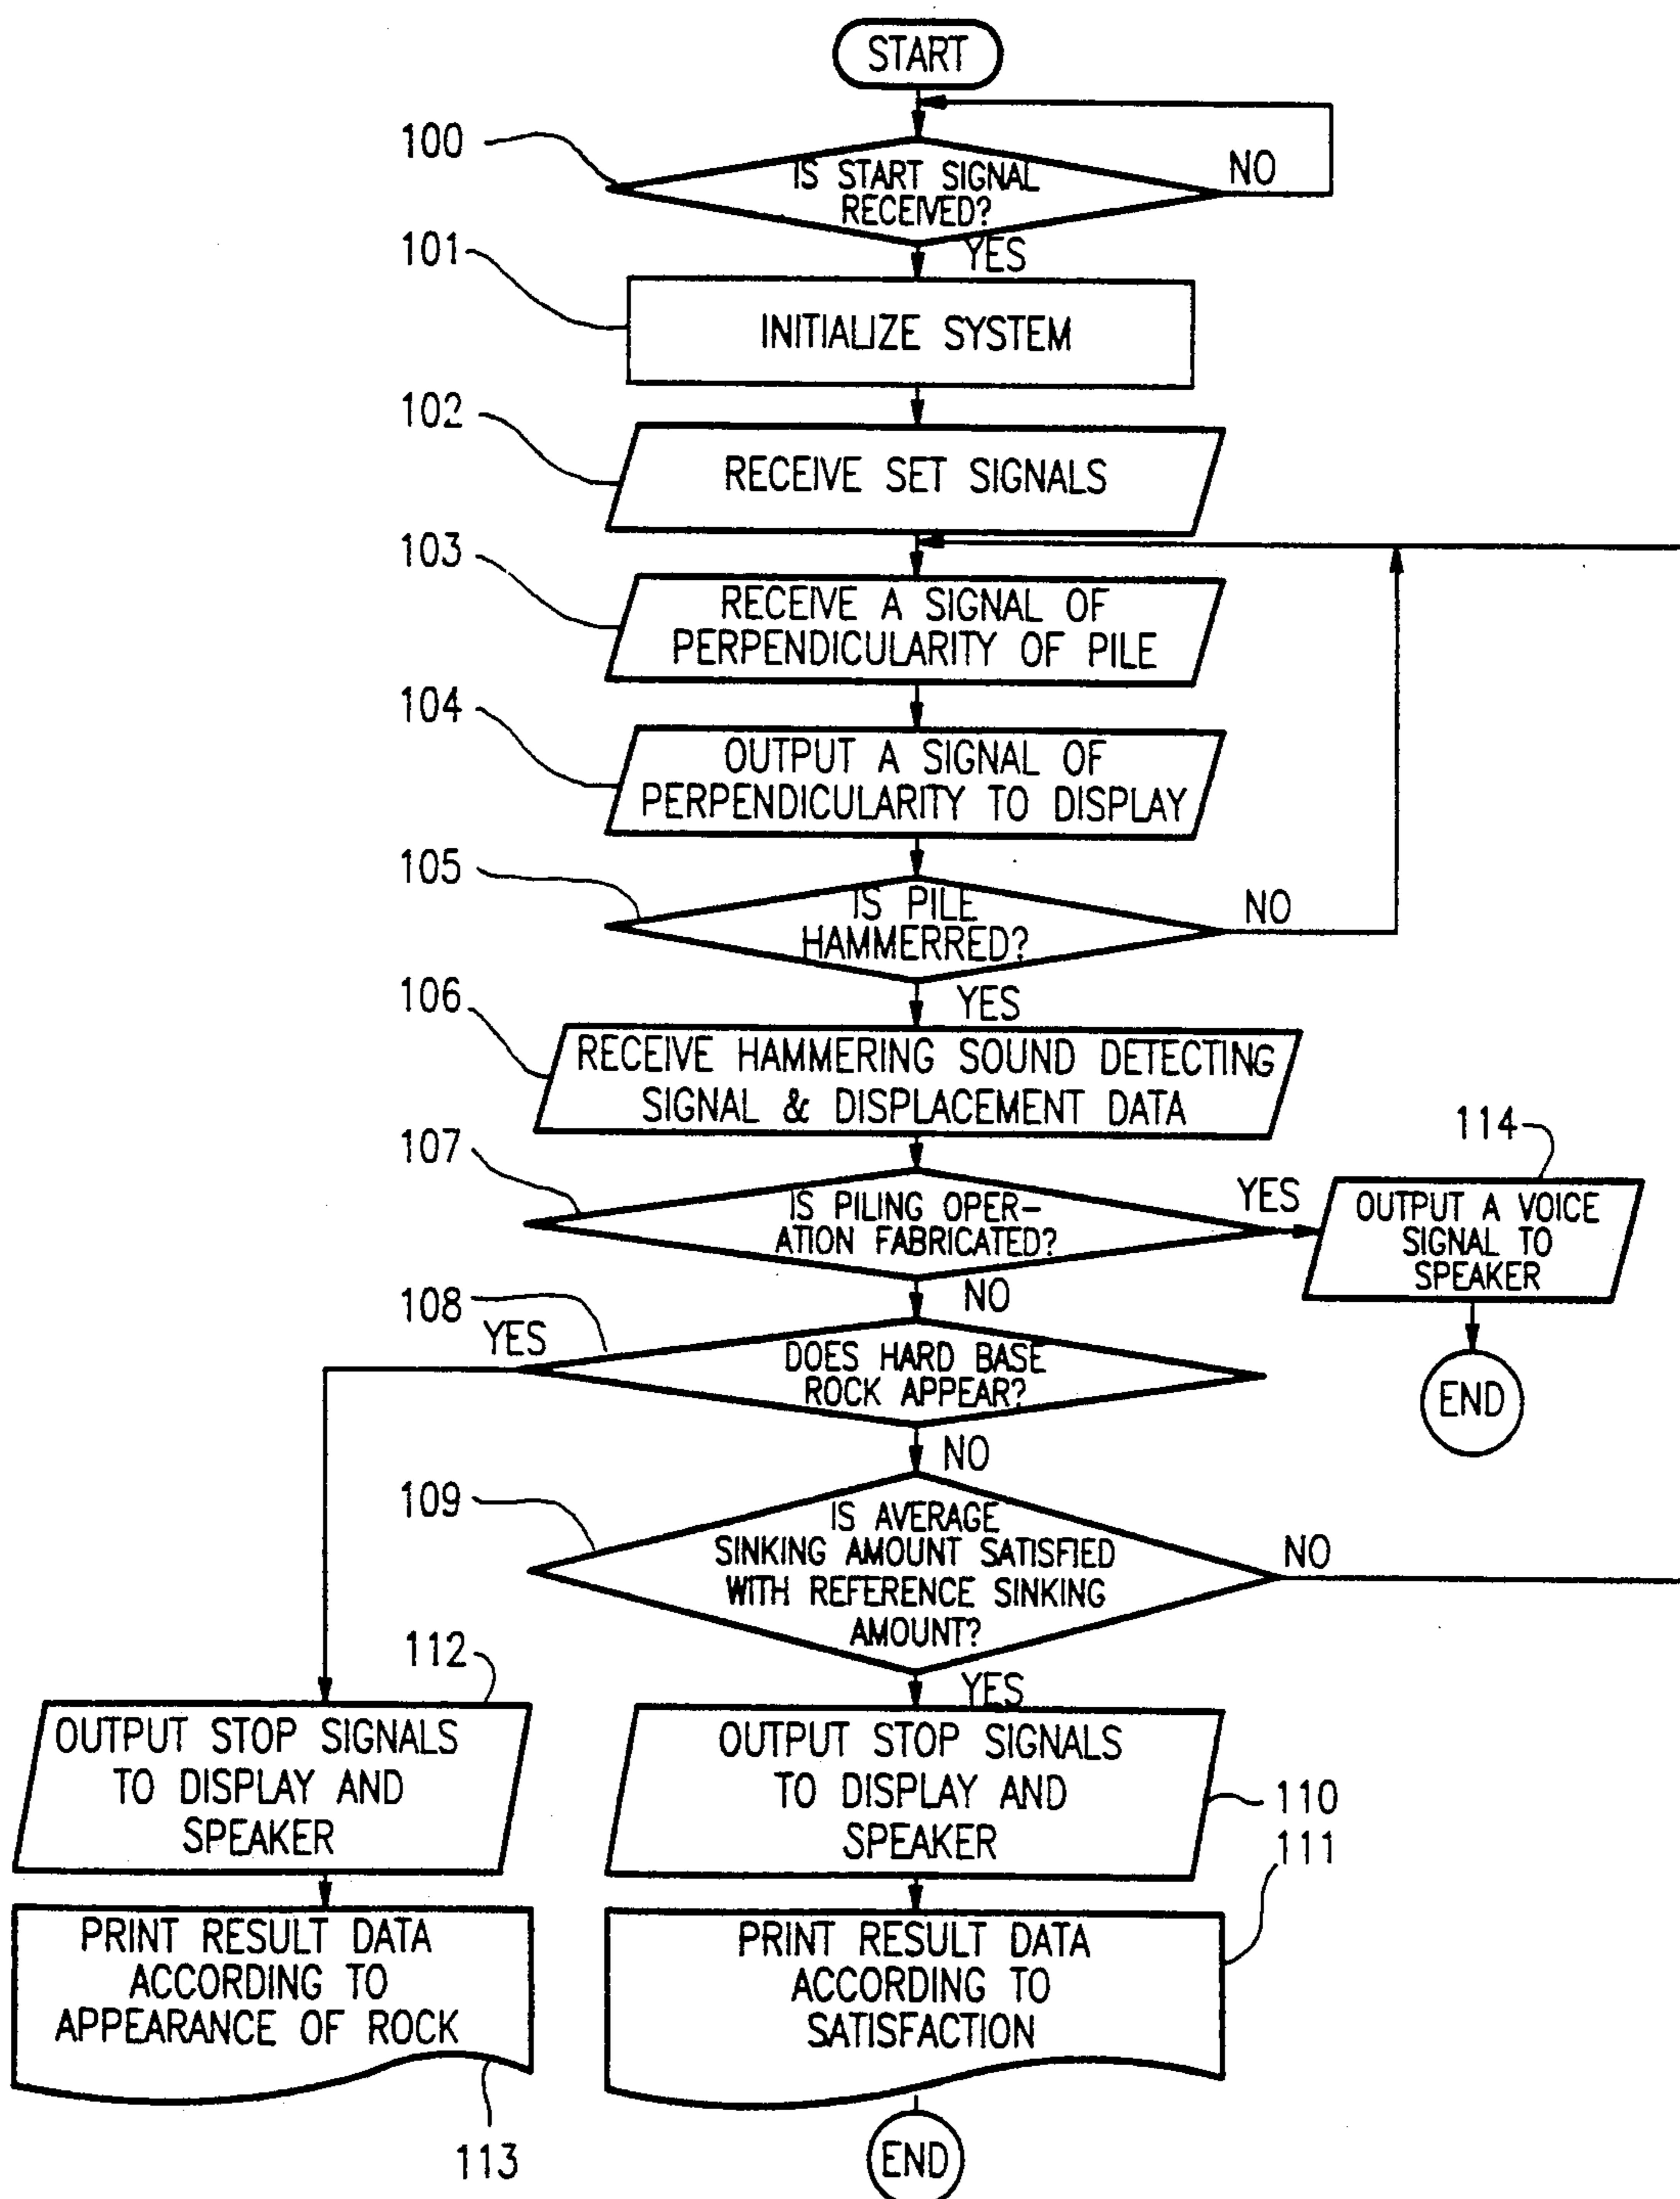 START
100
IS START SIGNAL
RECEIVED?
NO
YES
101
INITIALIZE SYSTEM
102
RECEIVE SET SIGNALS
103
RECEIVE A SIGNAL OF
PERPENDICULARITY OF PILE
104
OUTPUT A SIGNAL OF
PERPENDICULARITY TO DISPLAY
105
IS PILE
HAMMERRED?
NO
YES
106
RECEIVE HAMMERING SOUND DETECTING
SIGNAL & DISPLACEMENT DATA
107
IS PILING OPER-
ATION FABRICATED?
YES
114
OUTPUT A VOICE
SIGNAL TO
SPEAKER
END
NO
108
YES
DOES HARD BASE
ROCK APPEAR?
NO
109
IS AVERAGE
SINKING AMOUNT SATISFIED
WITH REFERENCE SINKING
AMOUNT?
NO
YES
112
OUTPUT STOP SIGNALS
TO DISPLAY AND
SPEAKER
OUTPUT STOP SIGNALS
TO DISPLAY AND
SPEAKER
110
111
PRINT RESULT DATA
ACCORDING TO
APPEARANCE OF ROCK
113
PRINT RESULT DATA
ACCORDING TO
SATISFACTION
END